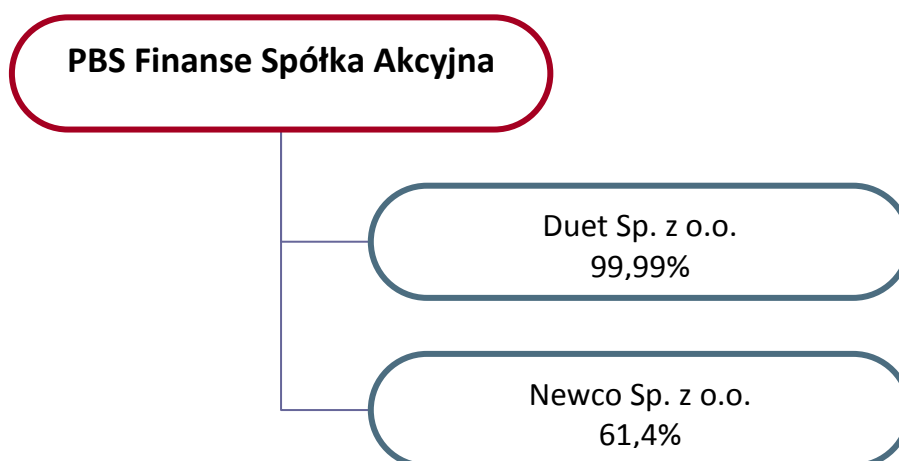 PBS Finanse Spółka Akcyjna
Duet Sp. z o.o.
99,99%
Newco Sp. z o.o.
61,4%